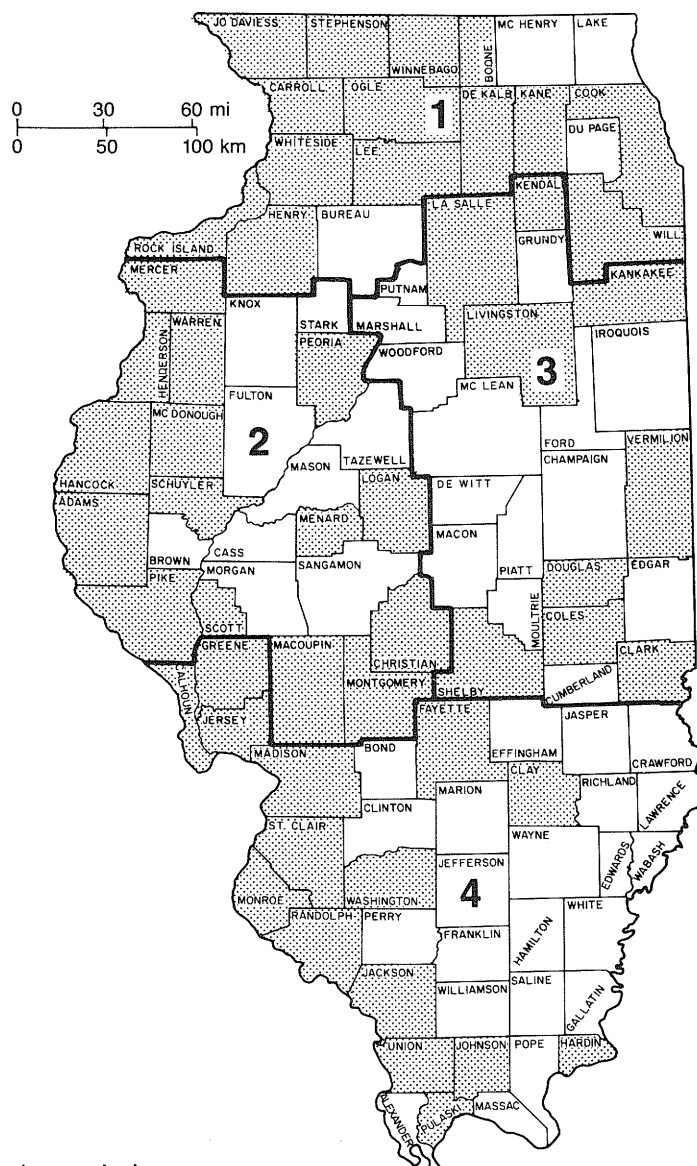 JO DAVIESS
STEPHENSON
WINNEBAGO
BOONE
MC HENRY
LAKE
CARROLL
OGLE
1
DE KALB
KANE
COOK
DU PAGE
0 30 60 mi
0 50 100 km
WHITESIDE
LEE
KENDAL
LA SALLE
HENRY
BUREAU
GRUNDY
WILL
ROCK ISLAND
MERCER
PUTNAM
KANKAKEE
KNOX
STARK
MARSHALL
LIVINGSTON
WARREN
HENDERSON
PEORIA
WOODFORD
IROQUOIS
3
MC LEAN
FULTON
MC DONOUGH
2
TAZEWELL
FORD
VERMILION
MASON
CHAMPAIGN
HANCOCK
SCHUYLER
LOGAN
DE WITT
ADAMS
MENARD
MACON
BROWN
CASS
PIATT
DOUGLAS
EDGAR
PIKE
MORGAN
SANGAMON
MOULTRIE
COLES
SCOTT
GREENE
MACOUPIN
CHRISTIAN
CLARK
CALHOUN
MONTGOMERY
SHELBY
CUMBERLAND
JERSEY
FAYETTE
JASPER
MADISON
BOND
EFFINGHAM
CRAWFORD
CLAY
RICHLAND
LAWRENCE
MARION
CLINTON
ST. CLAIR
WAYNE
EDWARDS
WABASH
JEFFERSON
MONROE
WASHINGTON
4
RANDOLPH
PERRY
WHITE
FRANKLIN
HAMILTON
JACKSON
WILLIAMSON
SALINE
GALLATIN
UNION
JOHNSON
POPE
HARDIN
ALEXANDER
PULASKI
MASSAC